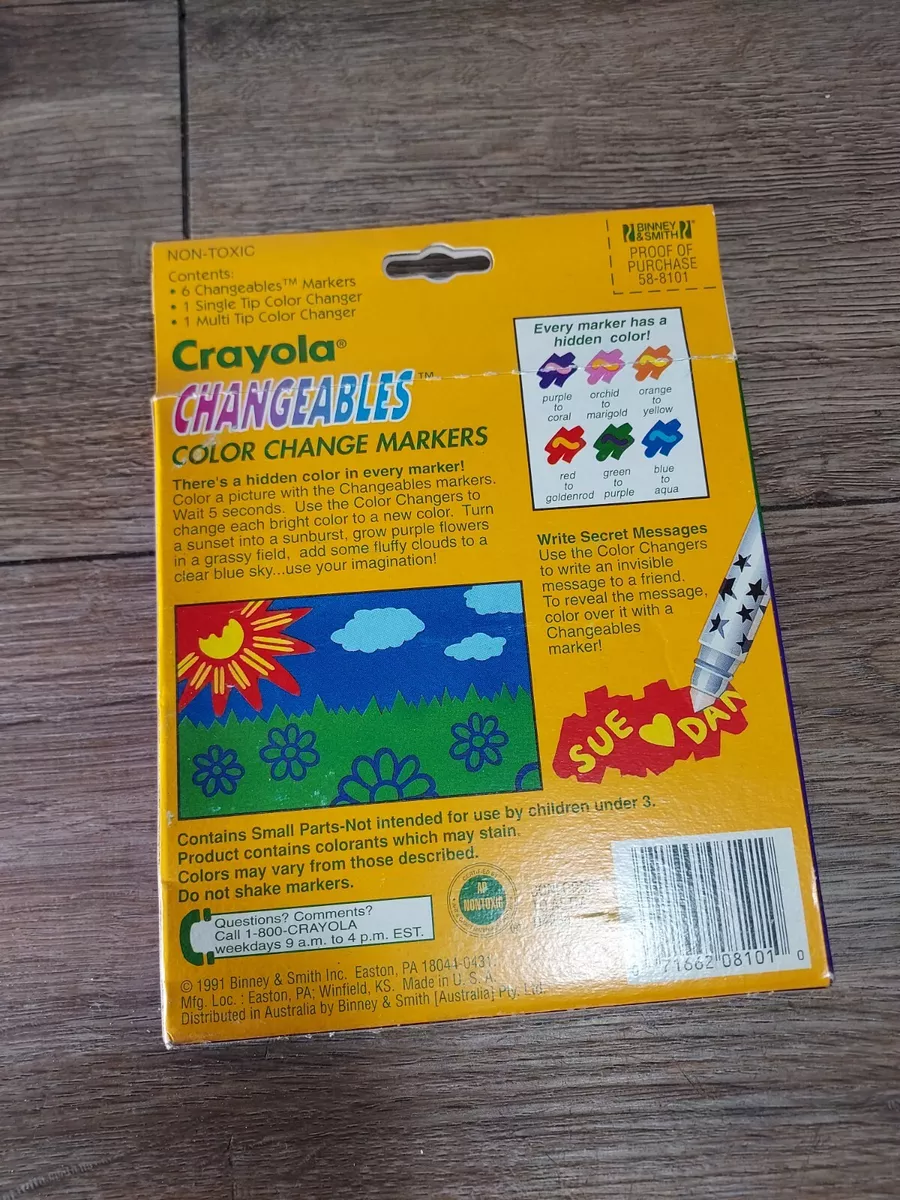 NON-TOXIC
Contents:
• 6 Changeables™ Markers
• 1 Single Tip Color Changer
• 1 Multi Tip Color Changer
BINNEY
& SMITH®
PROOF OF
PURCHASE
58-8101
Crayola®
CHANGEABLES™
COLOR CHANGE MARKERS
There's a hidden color in every marker!
Color a picture with the Changeables markers.
Wait 5 seconds. Use the Color Changers to
change each bright color to a new color. Turn
a sunset into a sunburst, grow purple flowers
in a grassy field, add some fluffy clouds to a
clear blue sky...use your imagination!
Every marker has a
hidden color!
purple
to
coral
orchid
to
marigold
orange
to
yellow
red
to
goldenrod
green
to
purple
blue
to
aqua
Write Secret Messages
Use the Color Changers
to write an invisible
message to a friend.
To reveal the message,
color over it with a
Changeables
marker!
SUE
DAN
Contains Small Parts-Not intended for use by children under 3.
Product contains colorants which may stain.
Colors may vary from those described.
Do not shake markers.
Questions? Comments?
Call 1-800-CRAYOLA
weekdays 9 a.m. to 4 p.m. EST.
AP
NONTOXIC
© 1991 Binney & Smith Inc. Easton, PA 18044-0431.
Mfg. Loc.: Easton, PA; Winfield, KS. Made in U.S.A.
Distributed in Australia by Binney & Smith [Australia] Pty. Ltd.
71662 08101 0